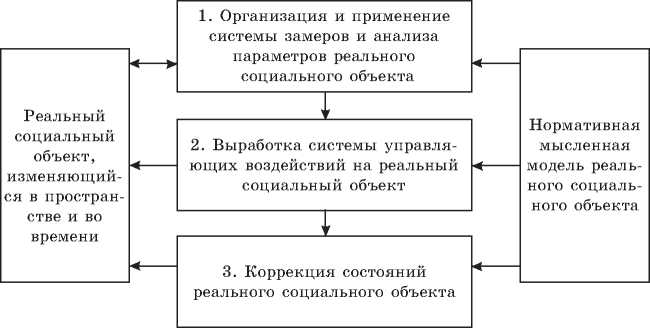 1. Организация и применение
системы замеров и анализа
параметров реального
социального объекта
Реальный
социальный
объект,
изменяющий-
ся в простран-
стве и во
времени
2. Выработка системы управля-
ющих воздействий на реальный
социальный объект
Нормативная
мысленная
модель реаль-
ного социаль-
ного объекта
3. Коррекция состояний
реального социального объекта